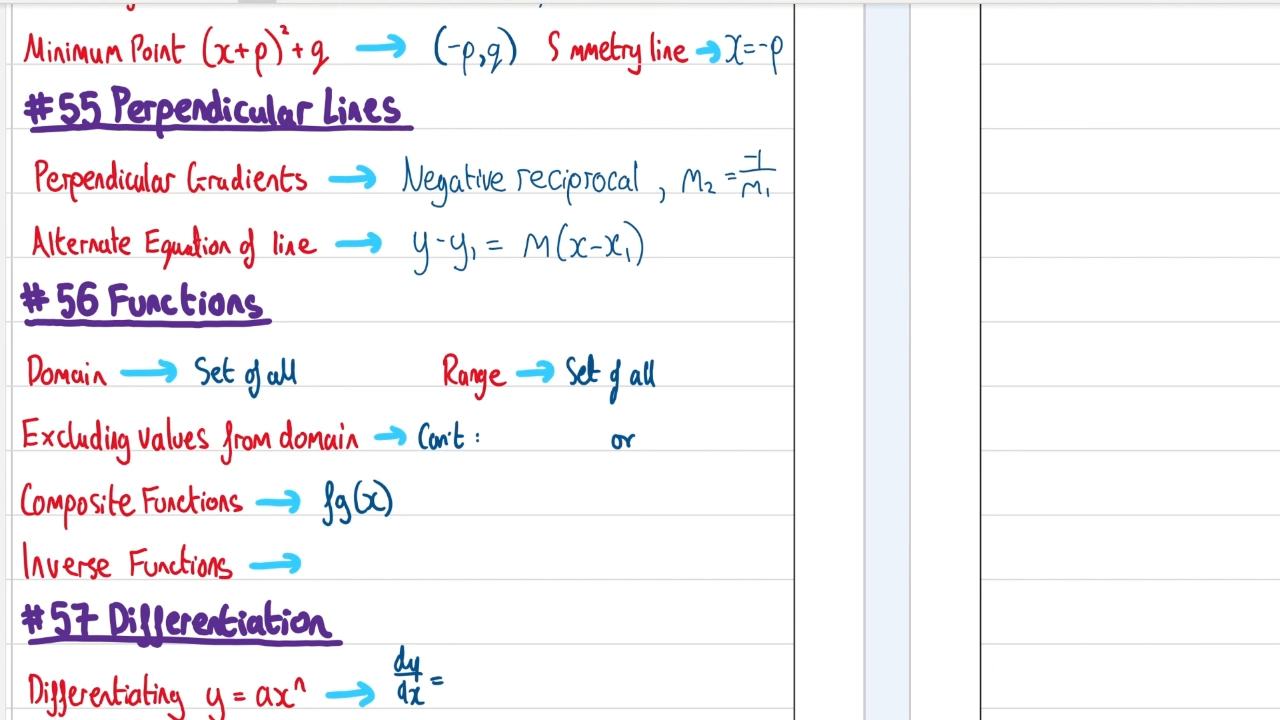 Minimum Point (x+p)²+q → (-p,q) S mmetry line → x=-p
#55 Perpendicular Lines
Perpendicular Gradients → Negative reciprocal, m₂ = -1/m₁
Alternate Equation of line → y-y₁ = m(x-x₁)
#56 Functions
Domain → Set of all Range → Set of all
Excluding values from domain → Can't : or
Composite Functions → fg(x)
Inverse Functions →
#57 Differentiation
Differentiating y = axⁿ → dy/dx =